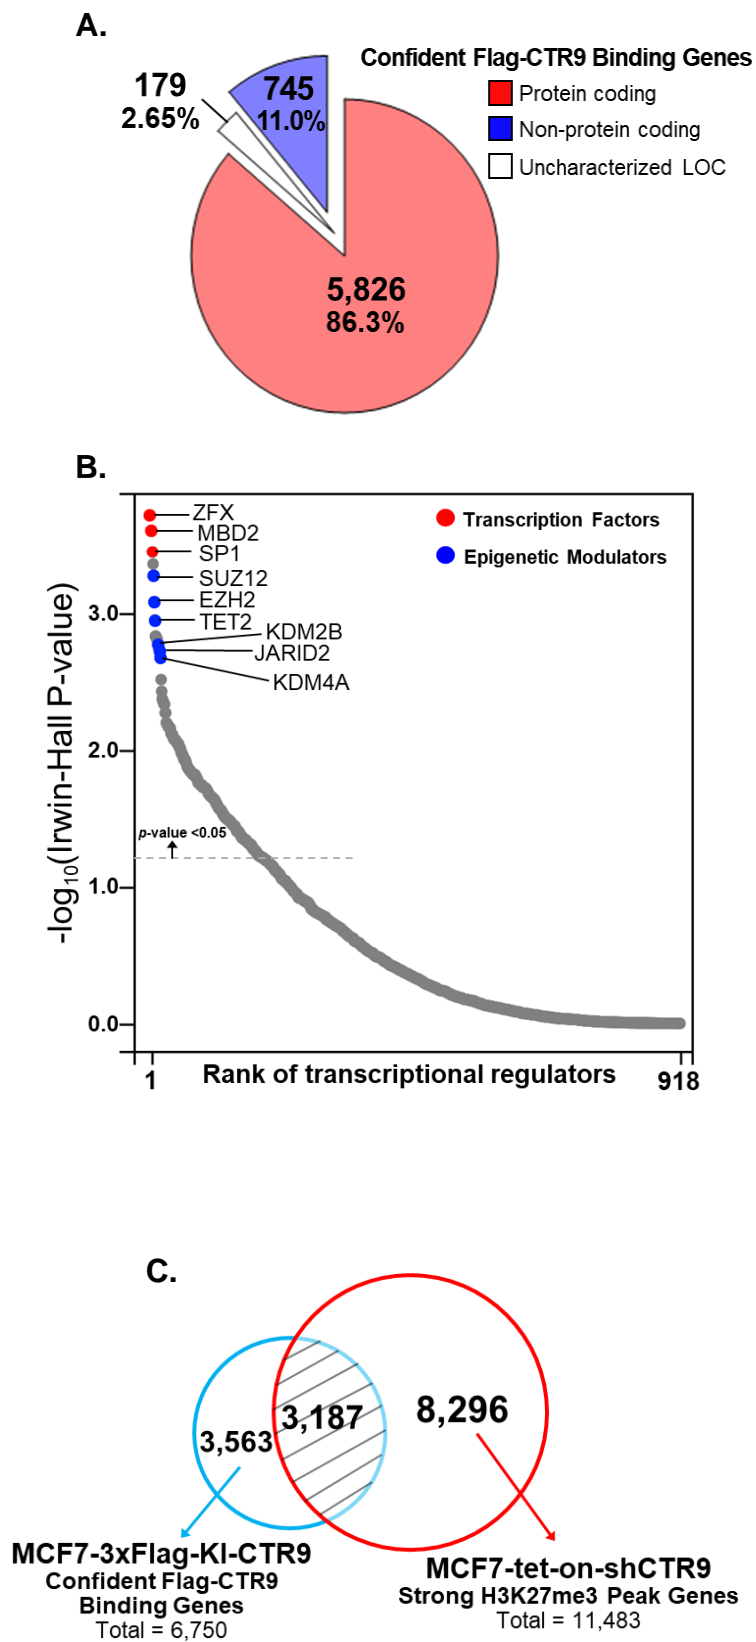 A.
Confident Flag-CTR9 Binding Genes
Protein coding
Non-protein coding
Uncharacterized LOC
179
2.65%
745
11.0%
5,826
86.3%
B.
ZFX
MBD2
SP1
SUZ12
EZH2
TET2
KDM2B
JARID2
KDM4A
Transcription Factors
Epigenetic Modulators
-log10(Irwin-Hall P-value)
3.0
2.0
1.0
0.0
p-value <0.05
1
Rank of transcriptional regulators
918
C.
3,563
3,187
8,296
MCF7-3xFlag-KI-CTR9
Confident Flag-CTR9
Binding Genes
Total = 6,750
MCF7-tet-on-shCTR9
Strong H3K27me3 Peak Genes
Total = 11,483